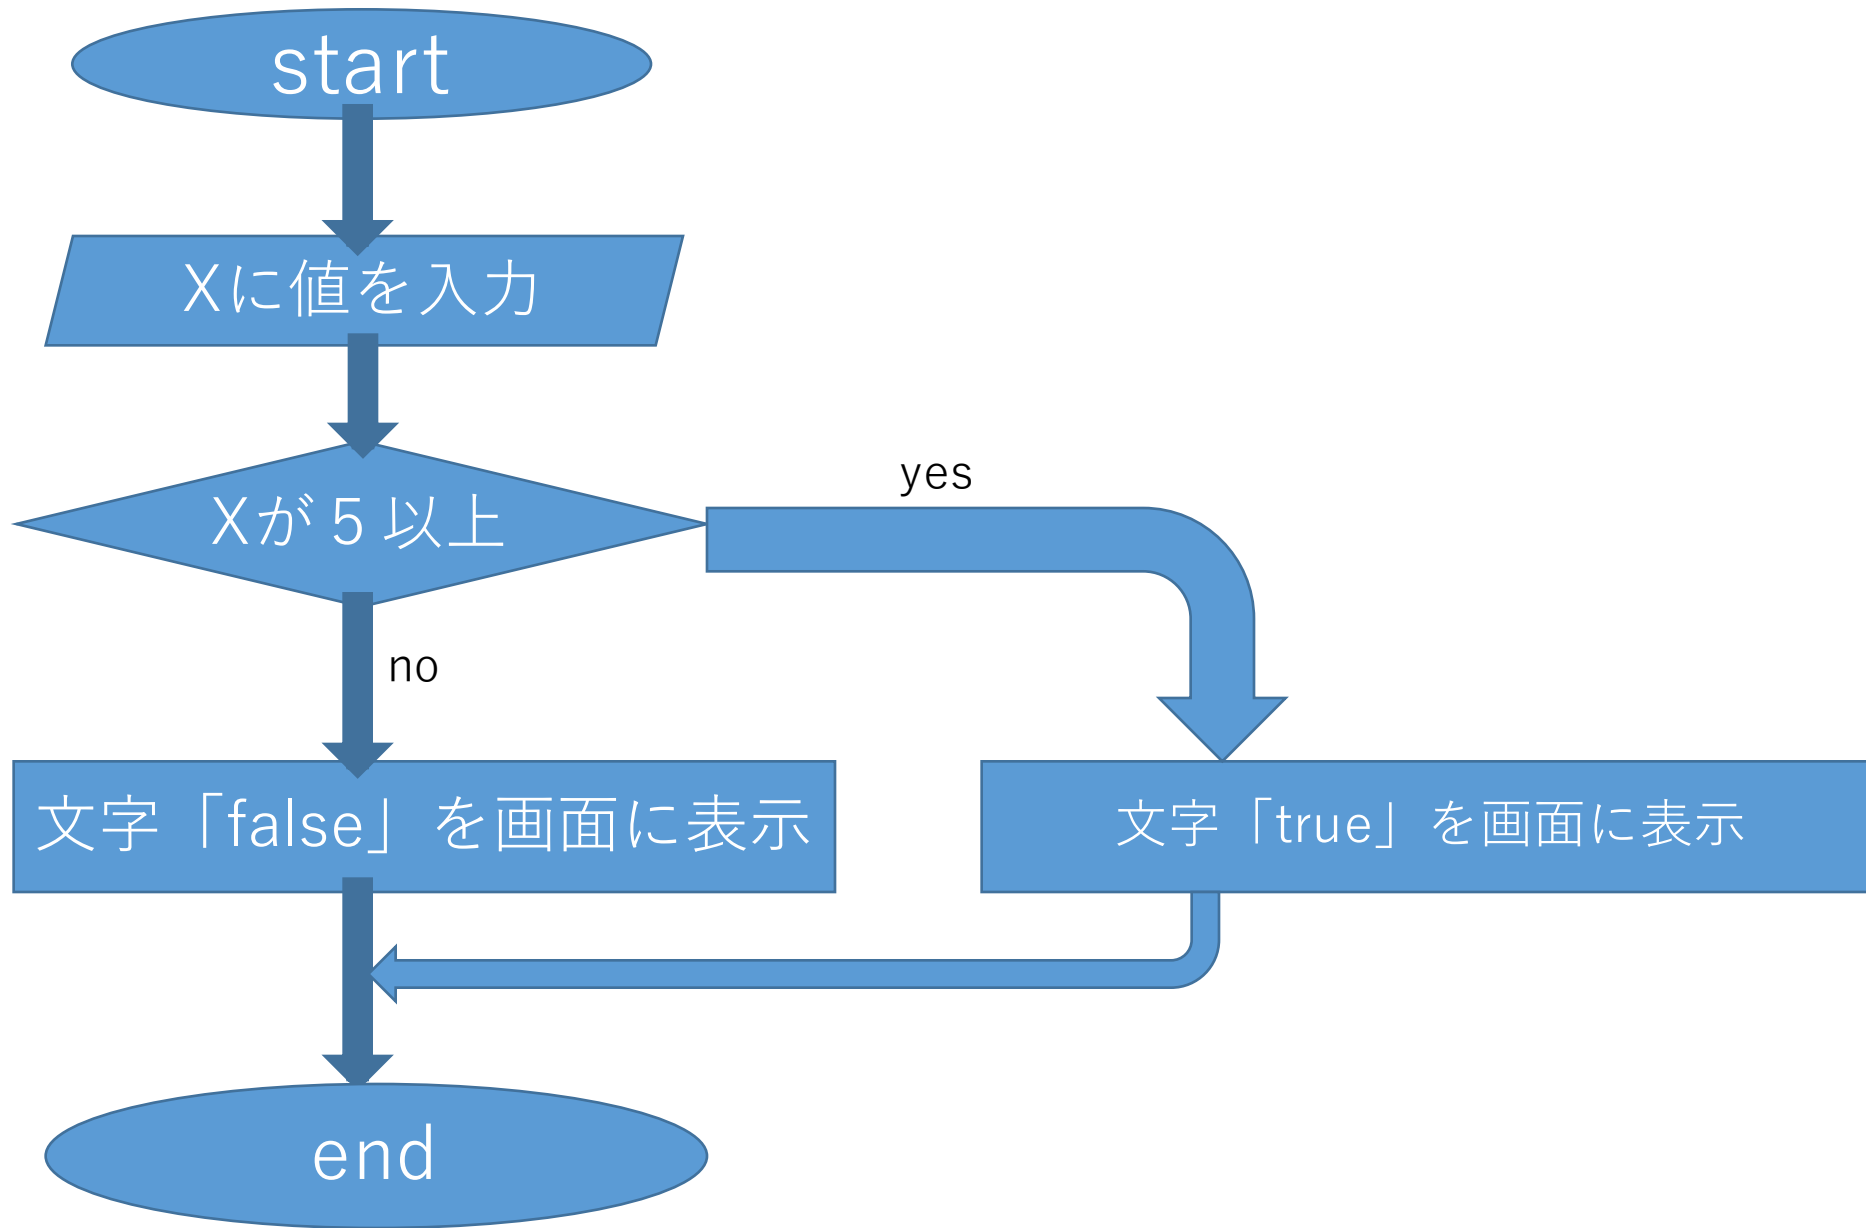 start
Xに値を入力
Xが５以上
yes
no
文字「false」を画面に表示
文字「true」を画面に表示
end